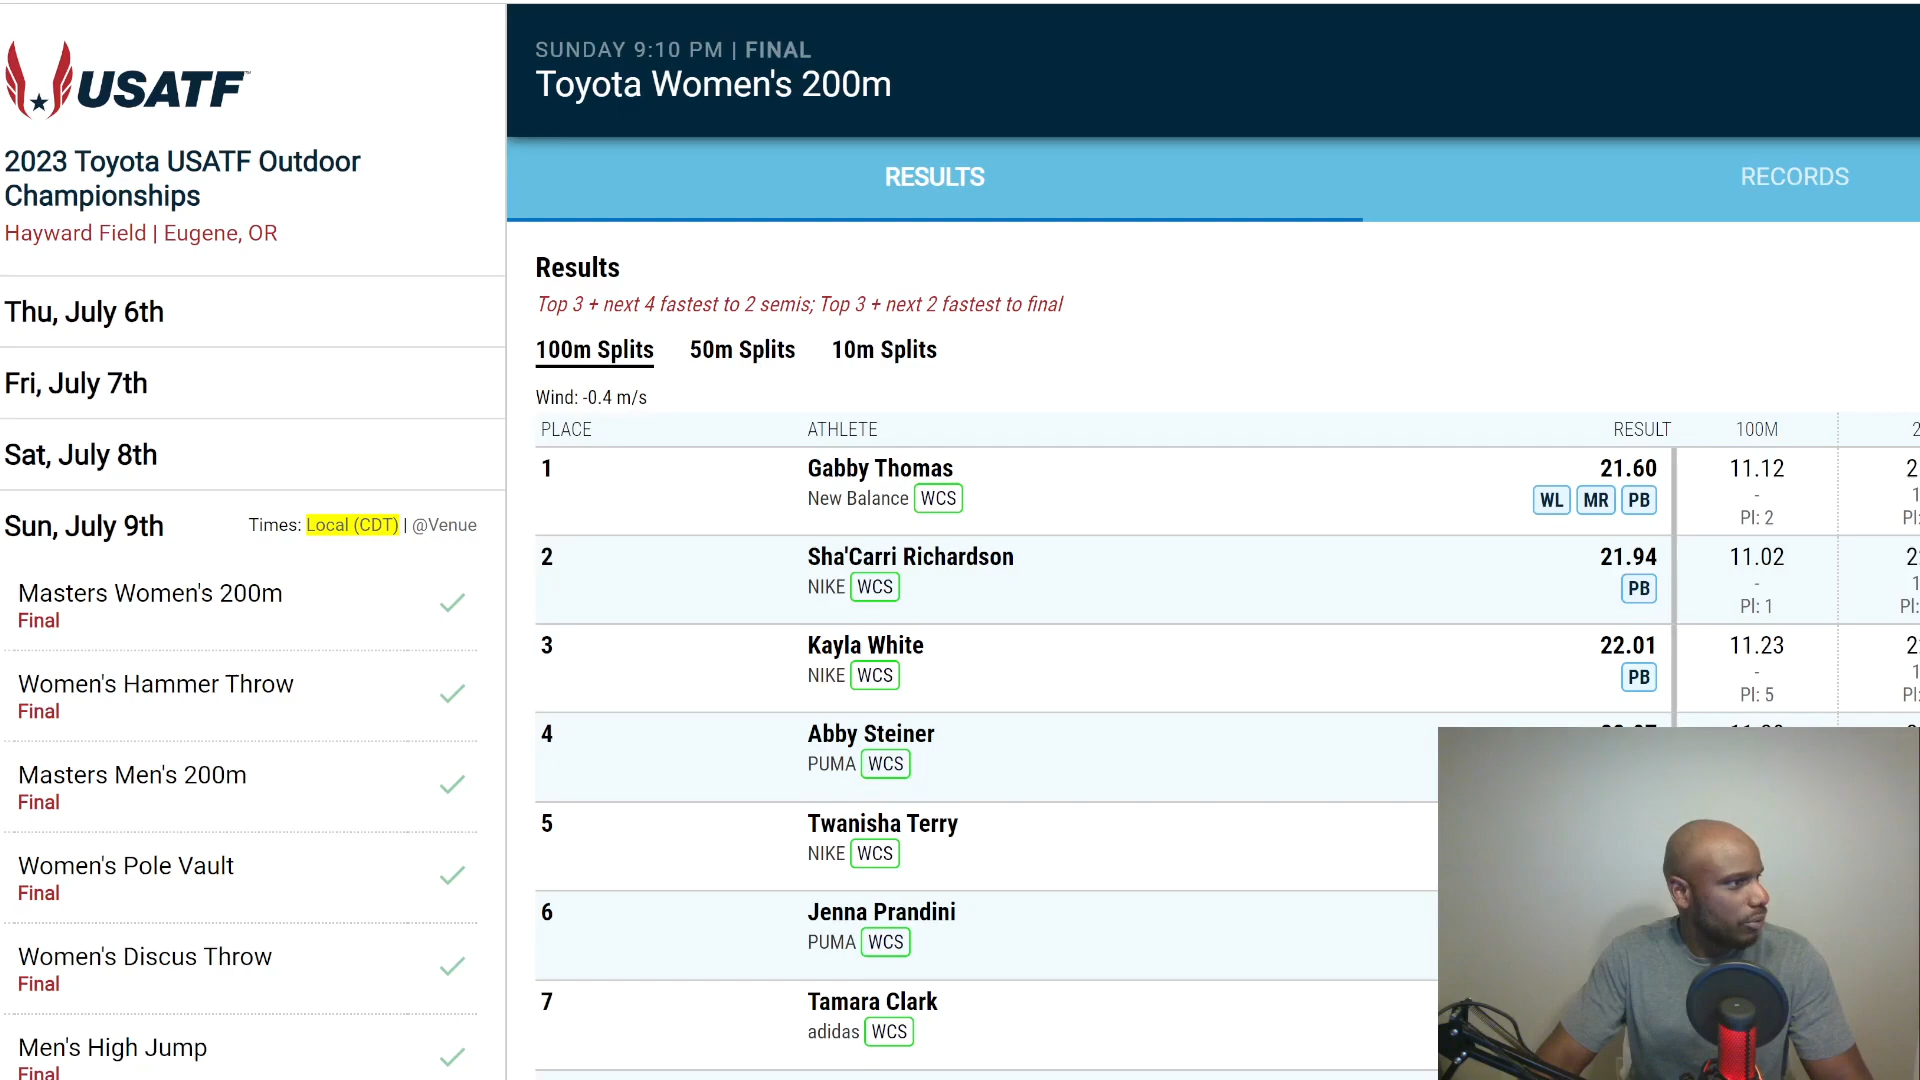 USATF
2023 Toyota USATF Outdoor
Championships
Hayward Field | Eugene, OR
Thu, July 6th
Fri, July 7th
Sat, July 8th
Sun, July 9th Times: Local (CDT) | @Venue
Masters Women's 200m
Final
Women's Hammer Throw
Final
Masters Men's 200m
Final
Women's Pole Vault
Final
Women's Discus Throw
Final
Men's High Jump
Final
SUNDAY 9:10 PM | FINAL
Toyota Women's 200m
RESULTS RECORDS
Results
Top 3 + next 4 fastest to 2 semis; Top 3 + next 2 fastest to final
100m Splits 50m Splits 10m Splits
Wind: -0.4 m/s
PLACE ATHLETE RESULT 100M
1 Gabby Thomas 21.60 11.12
New Balance WCS WL MR PB -
Pl: 2 Pl:
2 Sha'Carri Richardson 21.94 11.02
NIKE WCS PB -
Pl: 1 Pl:
3 Kayla White 22.01 11.23
NIKE WCS PB -
Pl: 5 Pl:
4 Abby Steiner
PUMA WCS
5 Twanisha Terry
NIKE WCS
6 Jenna Prandini
PUMA WCS
7 Tamara Clark
adidas WCS